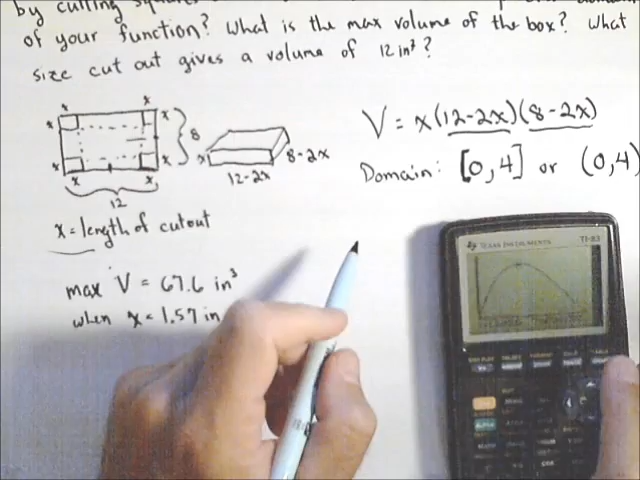 by cutting squares
of your function? What is the max volume of the box? What
size cut out gives a volume of 12 in³?
x x
x x 8
x x
x x
12
x 12-2x 8-2x
V = x(12-2x)(8-2x)
Domain: [0,4] or (0,4)
x = length of cutout
max V = 67.6 in³
when x = 1.57 in
TEXAS INSTRUMENTS TI-83